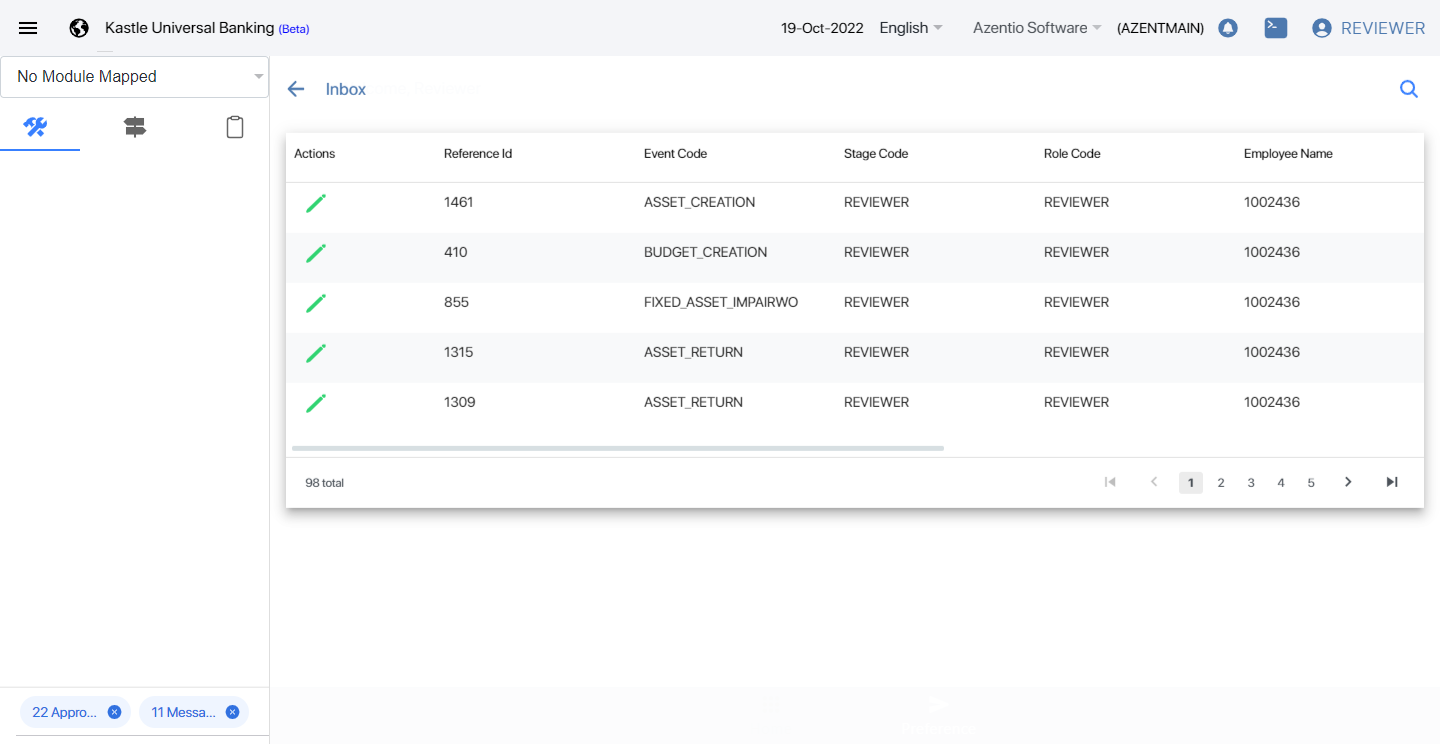 Kastle Universal Banking (Beta) 19-Oct-2022 English Azentio Software (AZENTMAIN) REVIEWER
No Module Mapped
Inbox
Actions Reference Id Event Code Stage Code Role Code Employee Name
1461 ASSET_CREATION REVIEWER REVIEWER 1002436
410 BUDGET_CREATION REVIEWER REVIEWER 1002436
855 FIXED_ASSET_IMPAIRWO REVIEWER REVIEWER 1002436
1315 ASSET_RETURN REVIEWER REVIEWER 1002436
1309 ASSET_RETURN REVIEWER REVIEWER 1002436
98 total 1 2 3 4 5
22 Appro... 11 Messa...